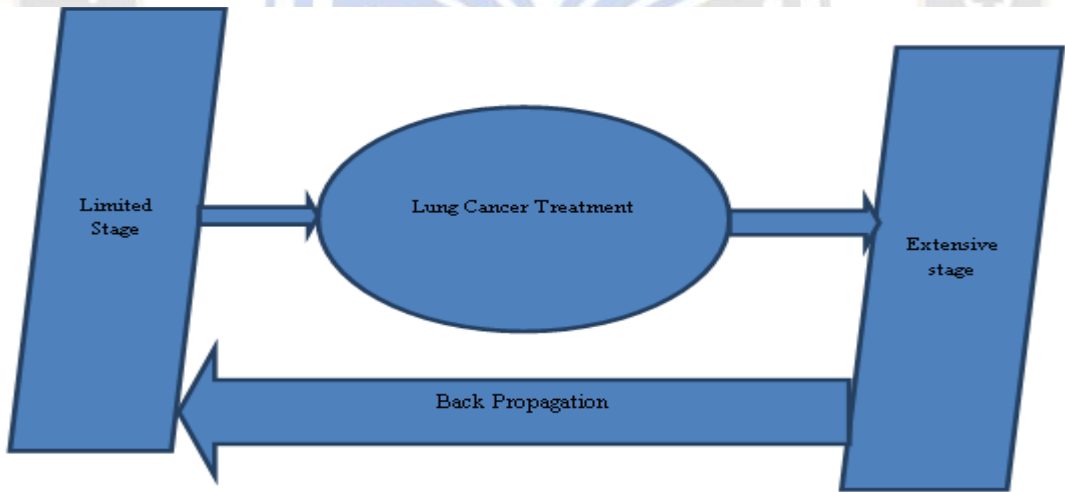 Limited
Stage
Lung Cancer Treatment
Extensive
stage
Back Propagation